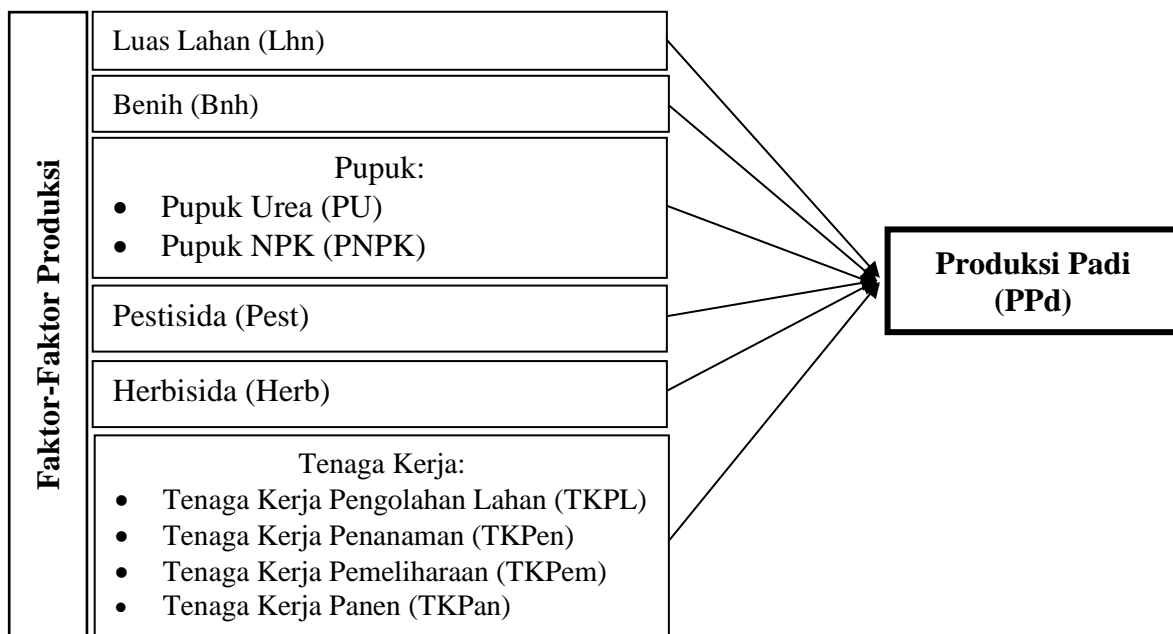 Faktor-Faktor Produksi
Luas Lahan (Lhn)
Benih (Bnh)
Pupuk:
• Pupuk Urea (PU)
• Pupuk NPK (PNPK)
Pestisida (Pest)
Herbisida (Herb)
Tenaga Kerja:
• Tenaga Kerja Pengolahan Lahan (TKPL)
• Tenaga Kerja Penanaman (TKPen)
• Tenaga Kerja Pemeliharaan (TKPem)
• Tenaga Kerja Panen (TKPan)
Produksi Padi
(PPd)